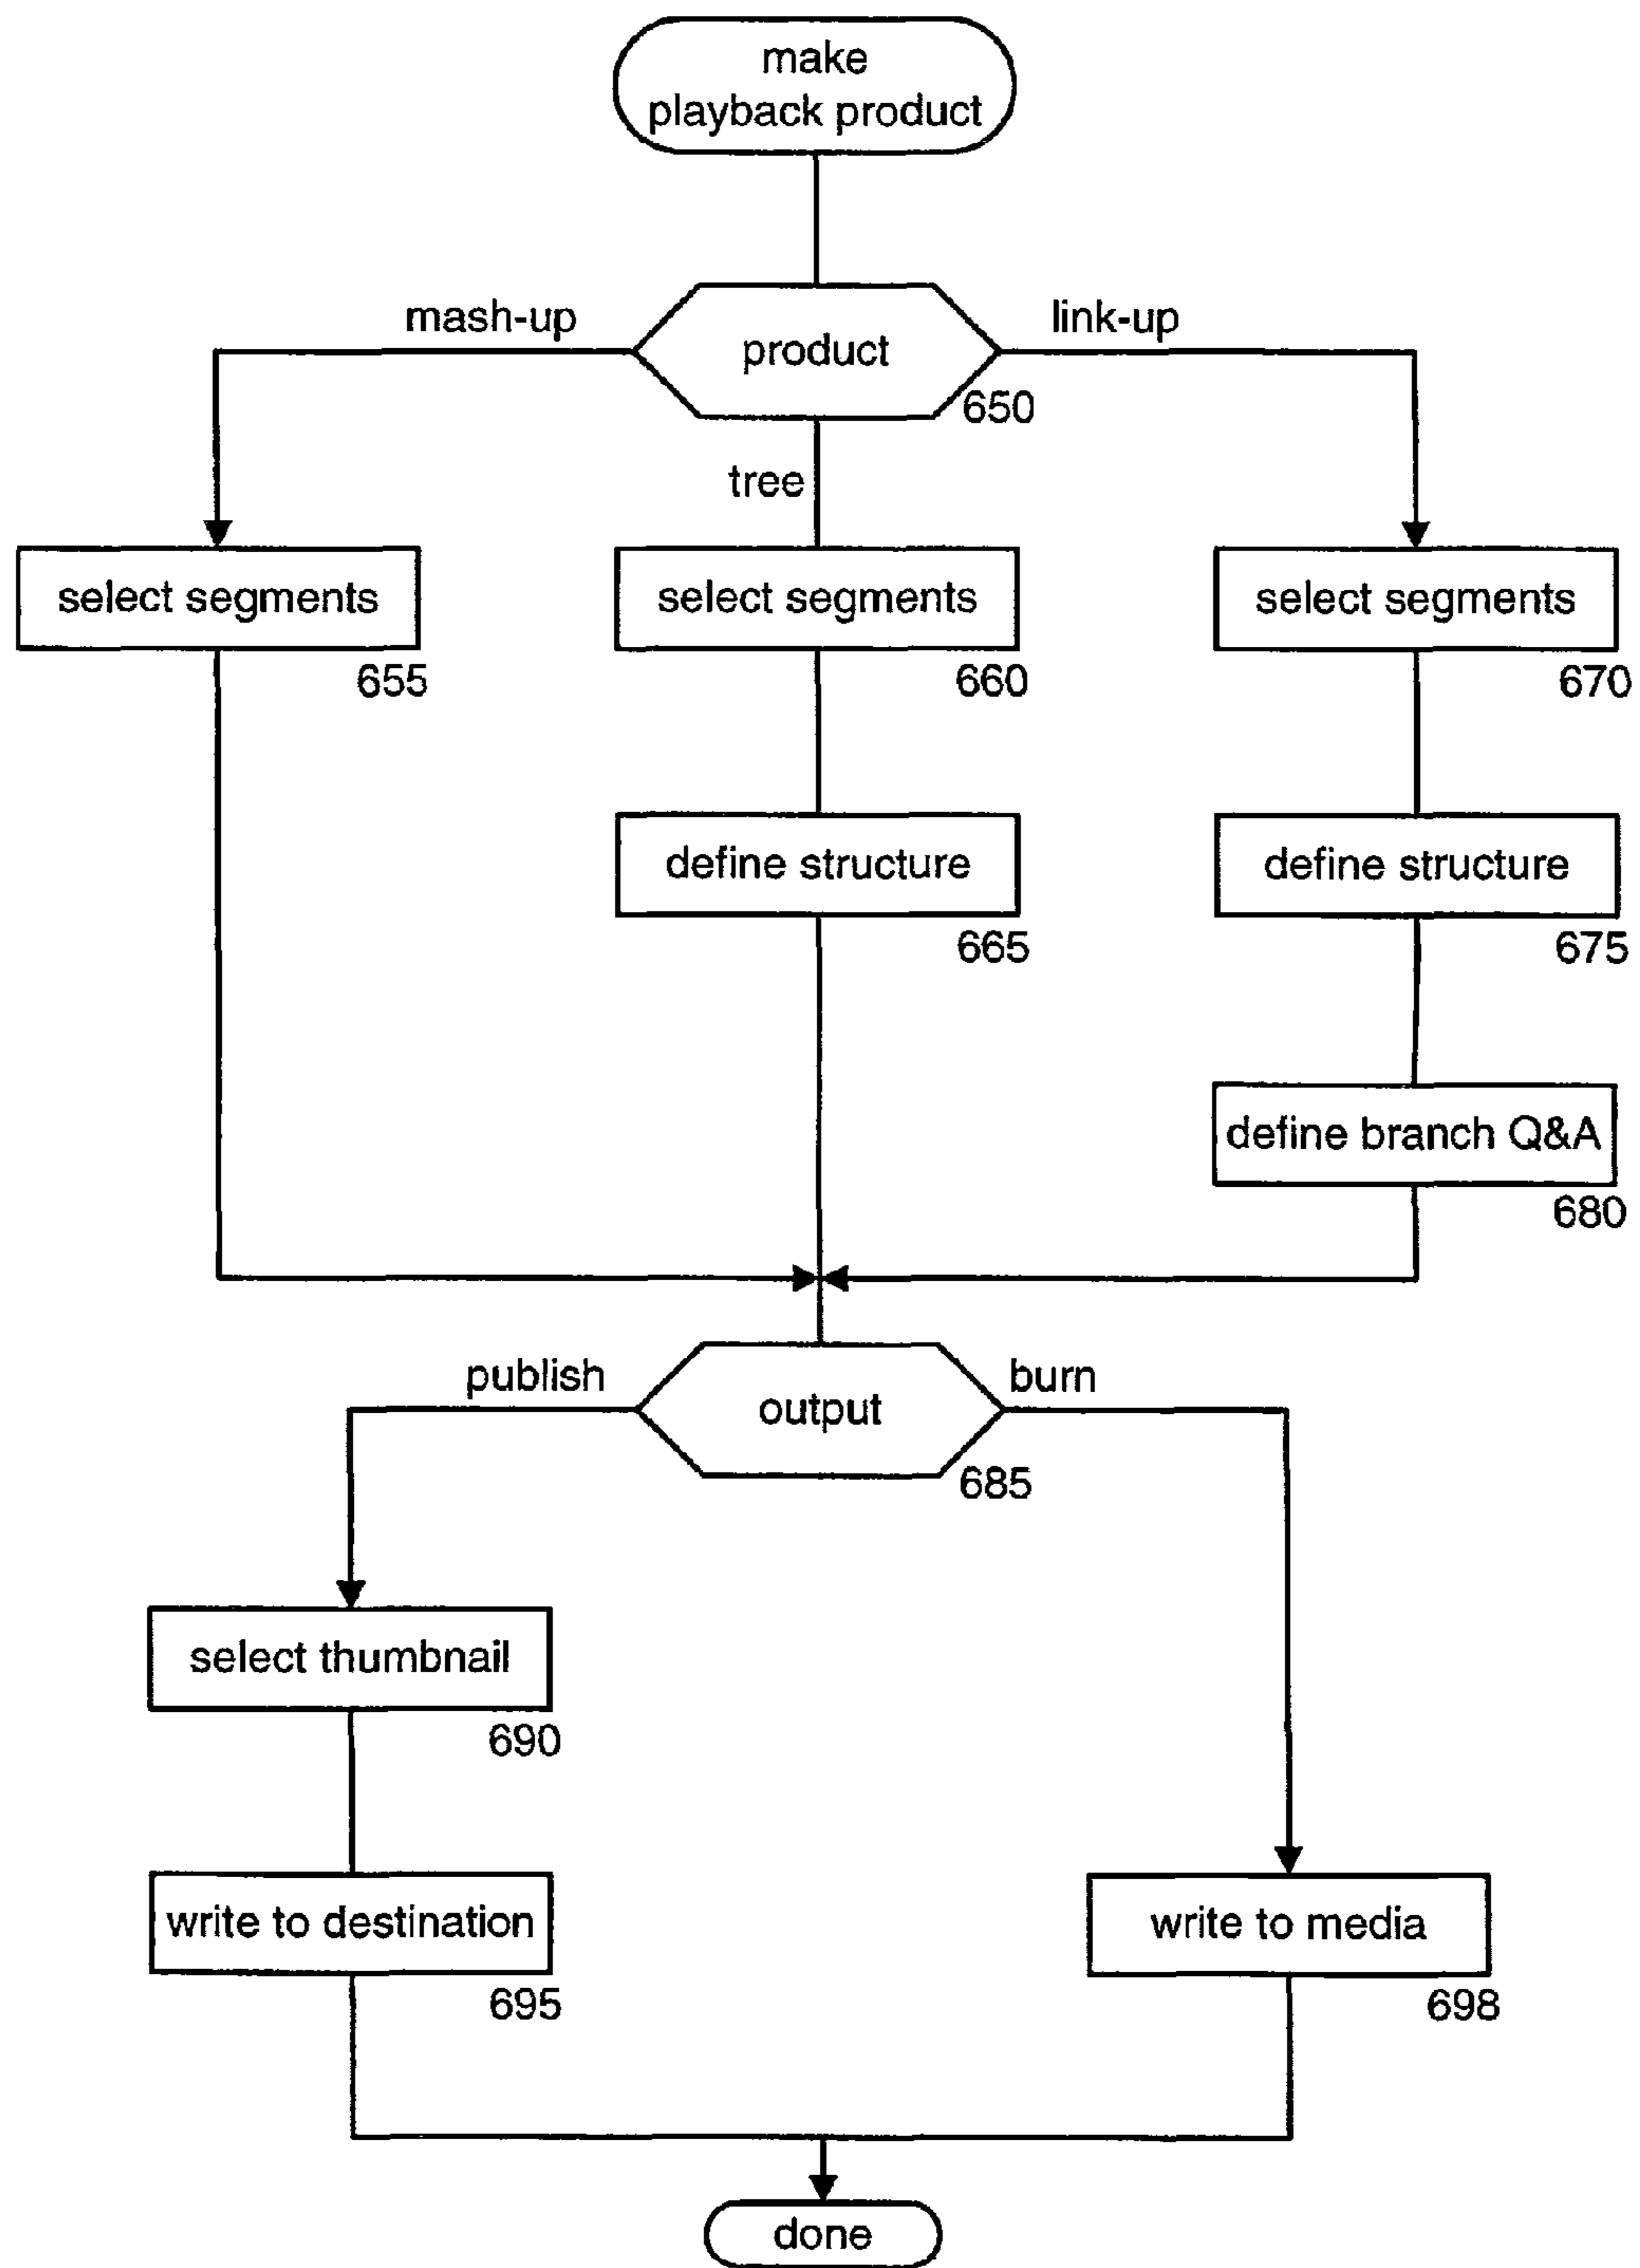 make
playback product
mash-up
link-up
product
650
tree
select segments
select segments
select segments
655
660
670
define structure
define structure
665
675
define branch Q&A
680
publish
burn
output
685
select thumbnail
690
write to destination
write to media
695
698
done